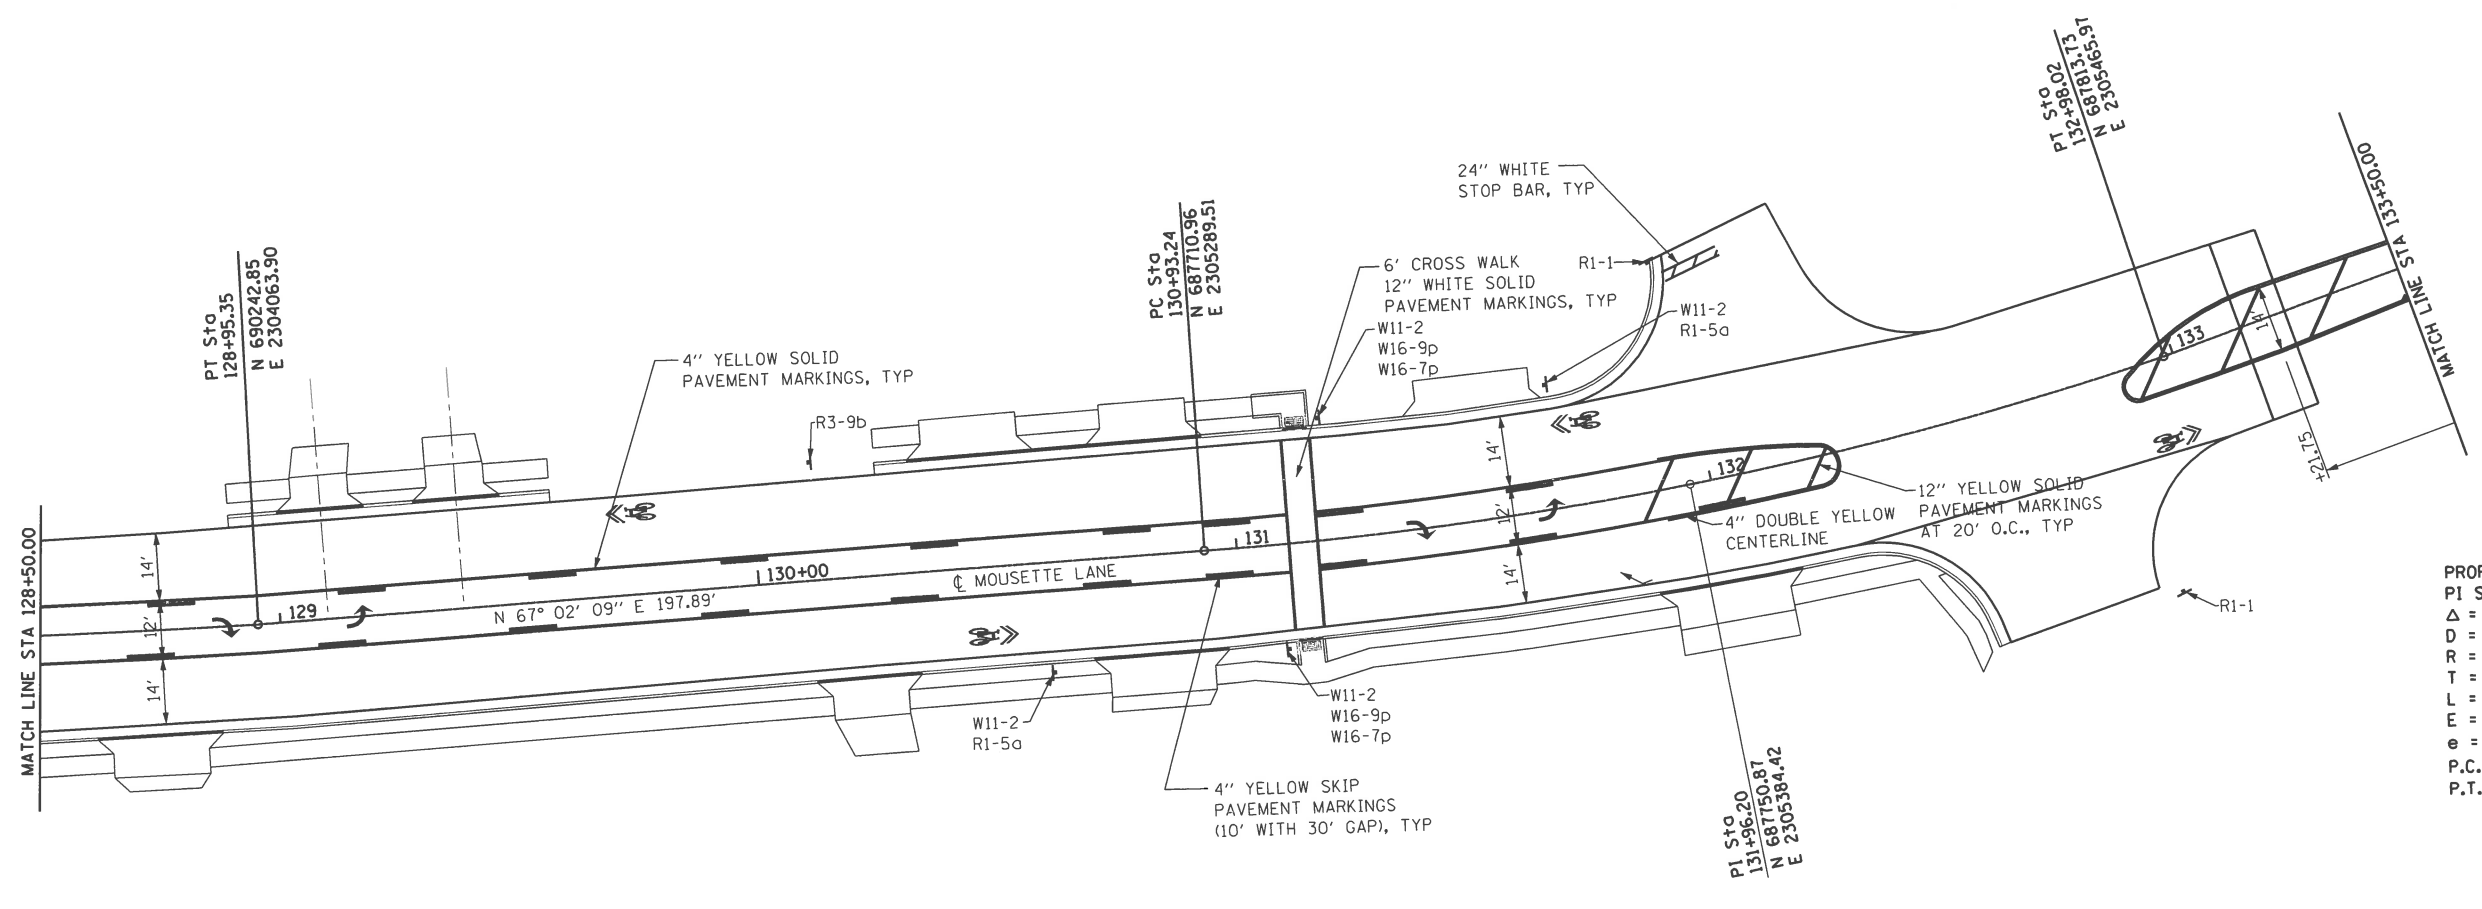 MATCH LINE STA 128+50.00
PT Sta
128+95.35
N 690242.85
E 2304063.90
14'
12'
14'
129
N 67° 02' 09" E 197.89'
130+00
℄ MOUSETTE LANE
4" YELLOW SOLID
PAVEMENT MARKINGS, TYP
R3-9b
PC Sta
130+93.24
N 687710.96
E 2305289.51
131
W11-2
R1-5a
4" YELLOW SKIP
PAVEMENT MARKINGS
(10' WITH 30' GAP), TYP
W11-2
W16-9p
W16-7p
24" WHITE
STOP BAR, TYP
R1-1
6' CROSS WALK
12" WHITE SOLID
PAVEMENT MARKINGS, TYP
W11-2
W16-9p
W16-7p
W11-2
R1-5a
14'
12'
14'
132
12" YELLOW SOLID
PAVEMENT MARKINGS
AT 20' O.C., TYP
4" DOUBLE YELLOW
CENTERLINE
PI Sta
131+96.20
N 687750.87
E 2305384.42
PT Sta
132+98.02
N 687813.73
E 2305465.97
133
14'
+21.75
MATCH LINE STA 133+50.00
R1-1
PROP
PI S
Δ =
D =
R =
T =
L =
E =
e =
P.C.
P.T.